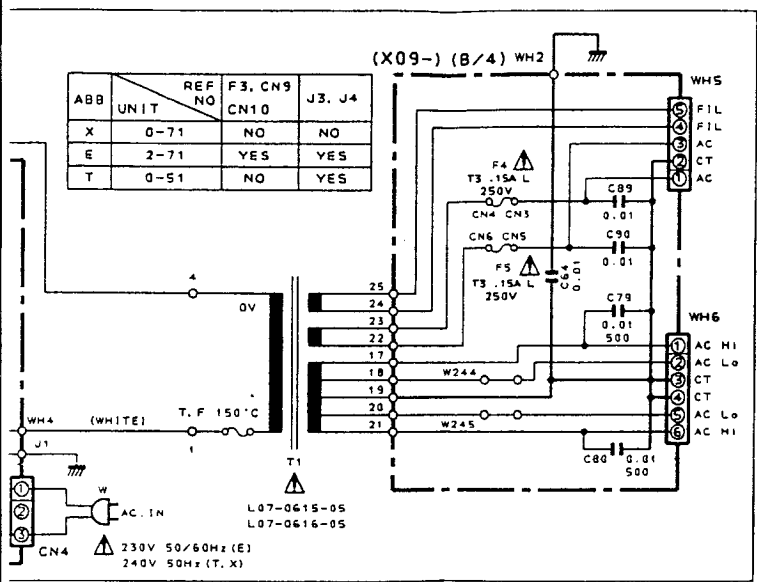 (X09-) (B/4) WH2
WH5
ABB
REF NO
UNIT
F3, CN9
CN10
J3, J4
X 0-71 NO NO
E 2-71 YES YES
T 0-51 NO YES
5 FIL
4 FIL
3 AC
2 CT
1 AC
F4
T3.15A L
250V
CN4 CN3
C89
0.01
CN6 CN5
C90
0.01
F5
T3.15A L
250V
C64
0.01
C79
0.01
500
WH6
1 AC Hi
2 AC Lo
3 CT
4 CT
5 AC Lo
6 AC Hi
4
0V
25
24
23
22
17
18
19
20
21
W244
W245
C80
0.01
500
WH4
(WHITE)
T.F 150°C
1
J1
T1
L07-0615-05
L07-0616-05
1
2
3
CN4
W
AC.IN
230V 50/60Hz (E)
240V 50Hz (T,X)